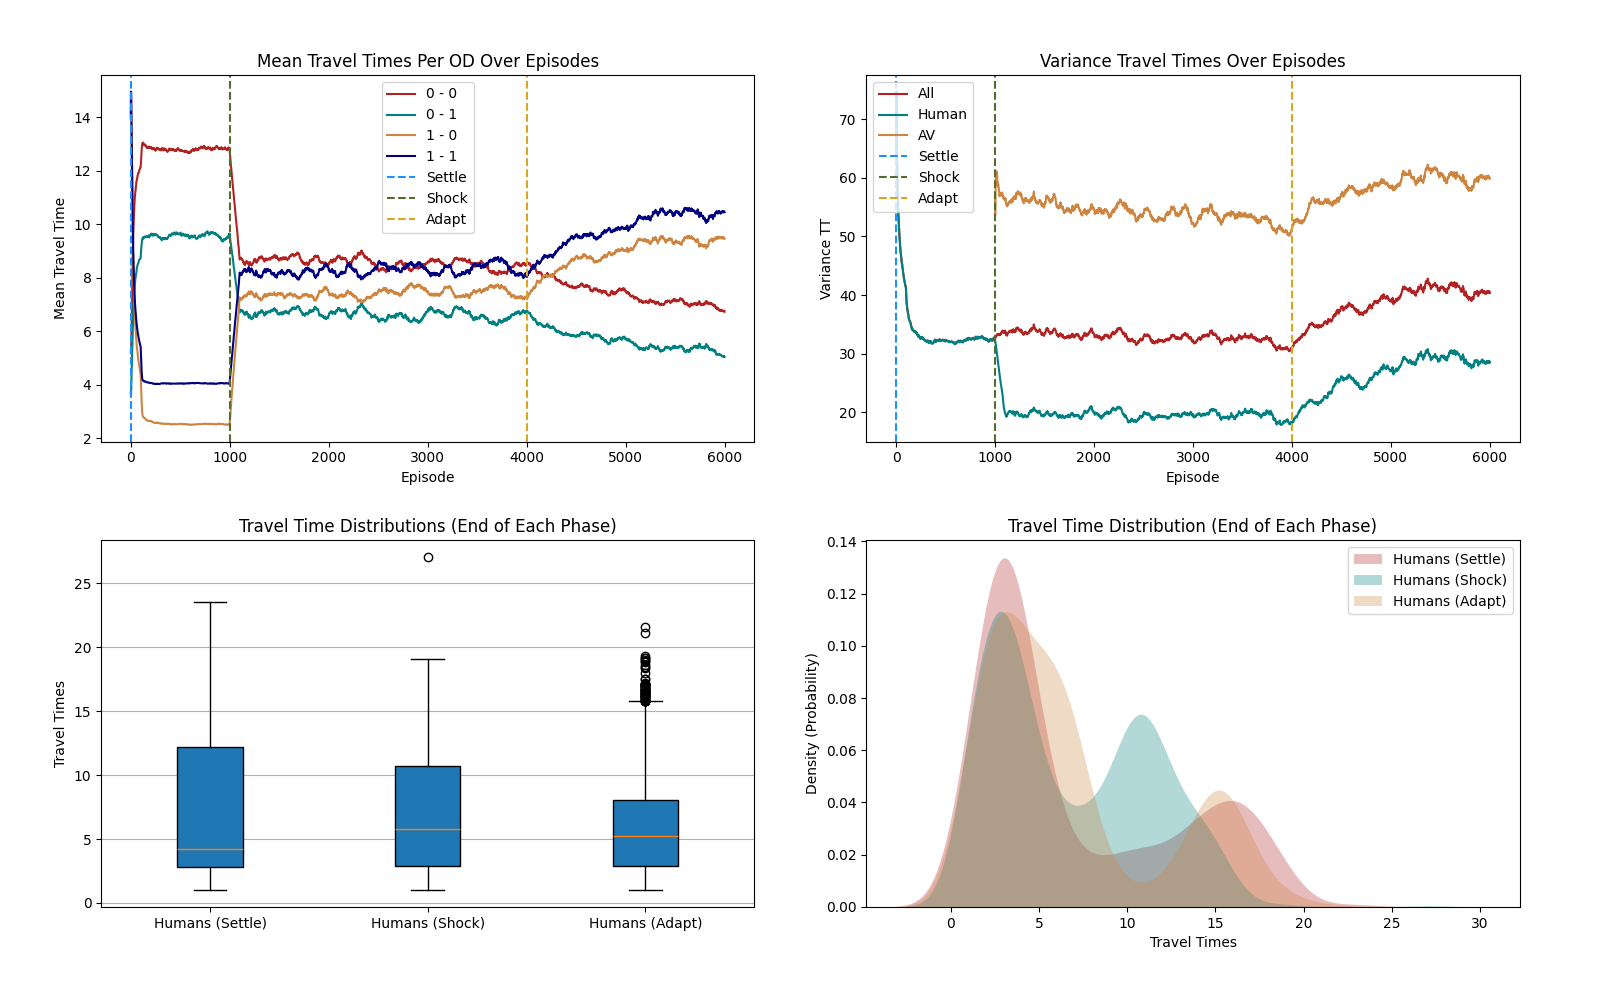 Mean Travel Times Per OD Over Episodes
Mean Travel Time
14
12
10
8
6
4
2
0 - 0
0 - 1
1 - 0
1 - 1
Settle
Shock
Adapt
0
1000
2000
3000
4000
5000
6000
Episode
Variance Travel Times Over Episodes
Variance TT
70
60
50
40
30
20
All
Human
AV
Settle
Shock
Adapt
0
1000
2000
3000
4000
5000
6000
Episode
Travel Time Distributions (End of Each Phase)
Travel Times
25
20
15
10
5
0
Humans (Settle)
Humans (Shock)
Humans (Adapt)
Travel Time Distribution (End of Each Phase)
Density (Probability)
0.14
0.12
0.10
0.08
0.06
0.04
0.02
0.00
Humans (Settle)
Humans (Shock)
Humans (Adapt)
0
5
10
15
20
25
30
Travel Times